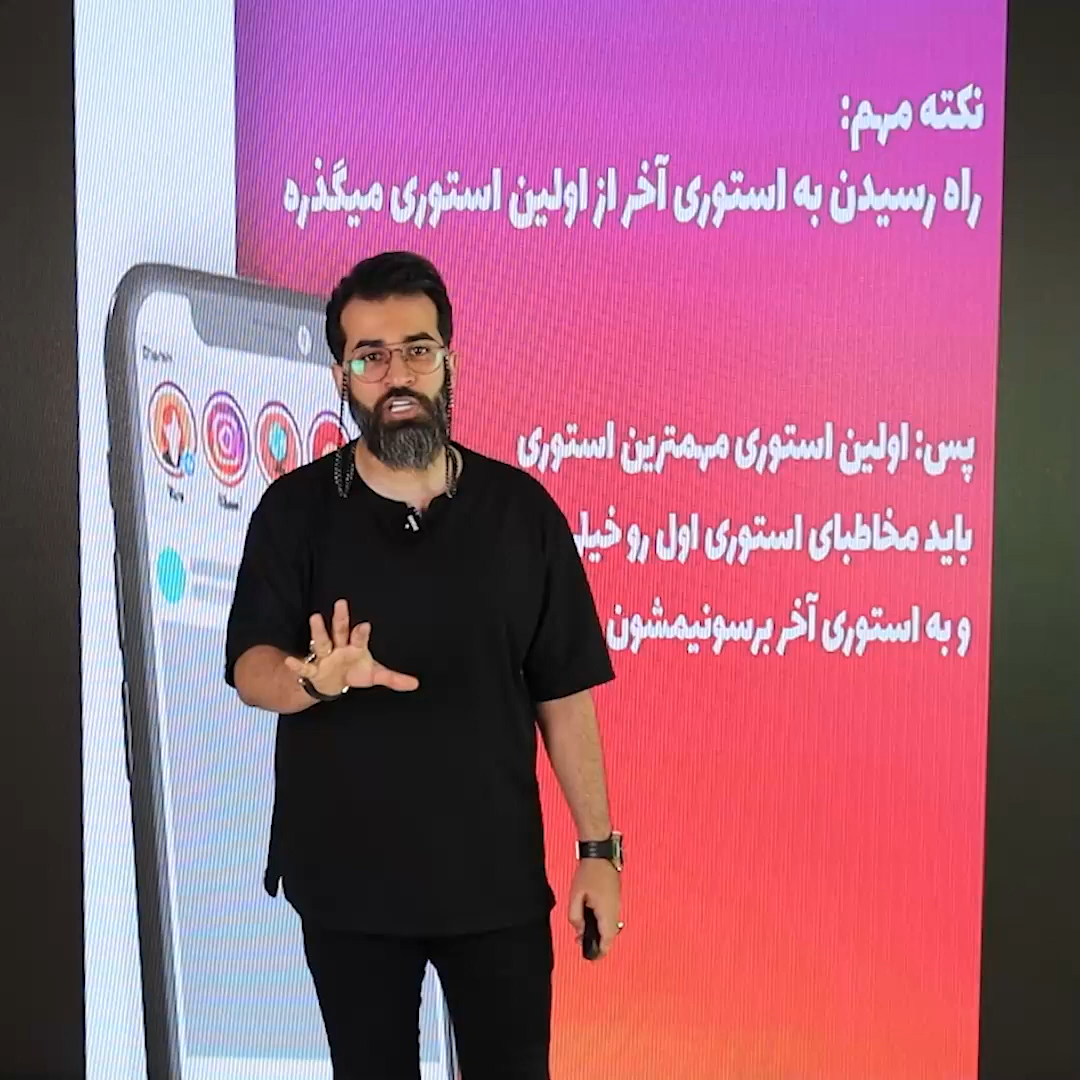 نکته مهم:
راه رسیدن به استوری آخر از اولین استوری میگذره
پس: اولین استوری مهمترین استوری
باید مخاطبای استوری اول رو
و به استوری آخر برسونیمشون